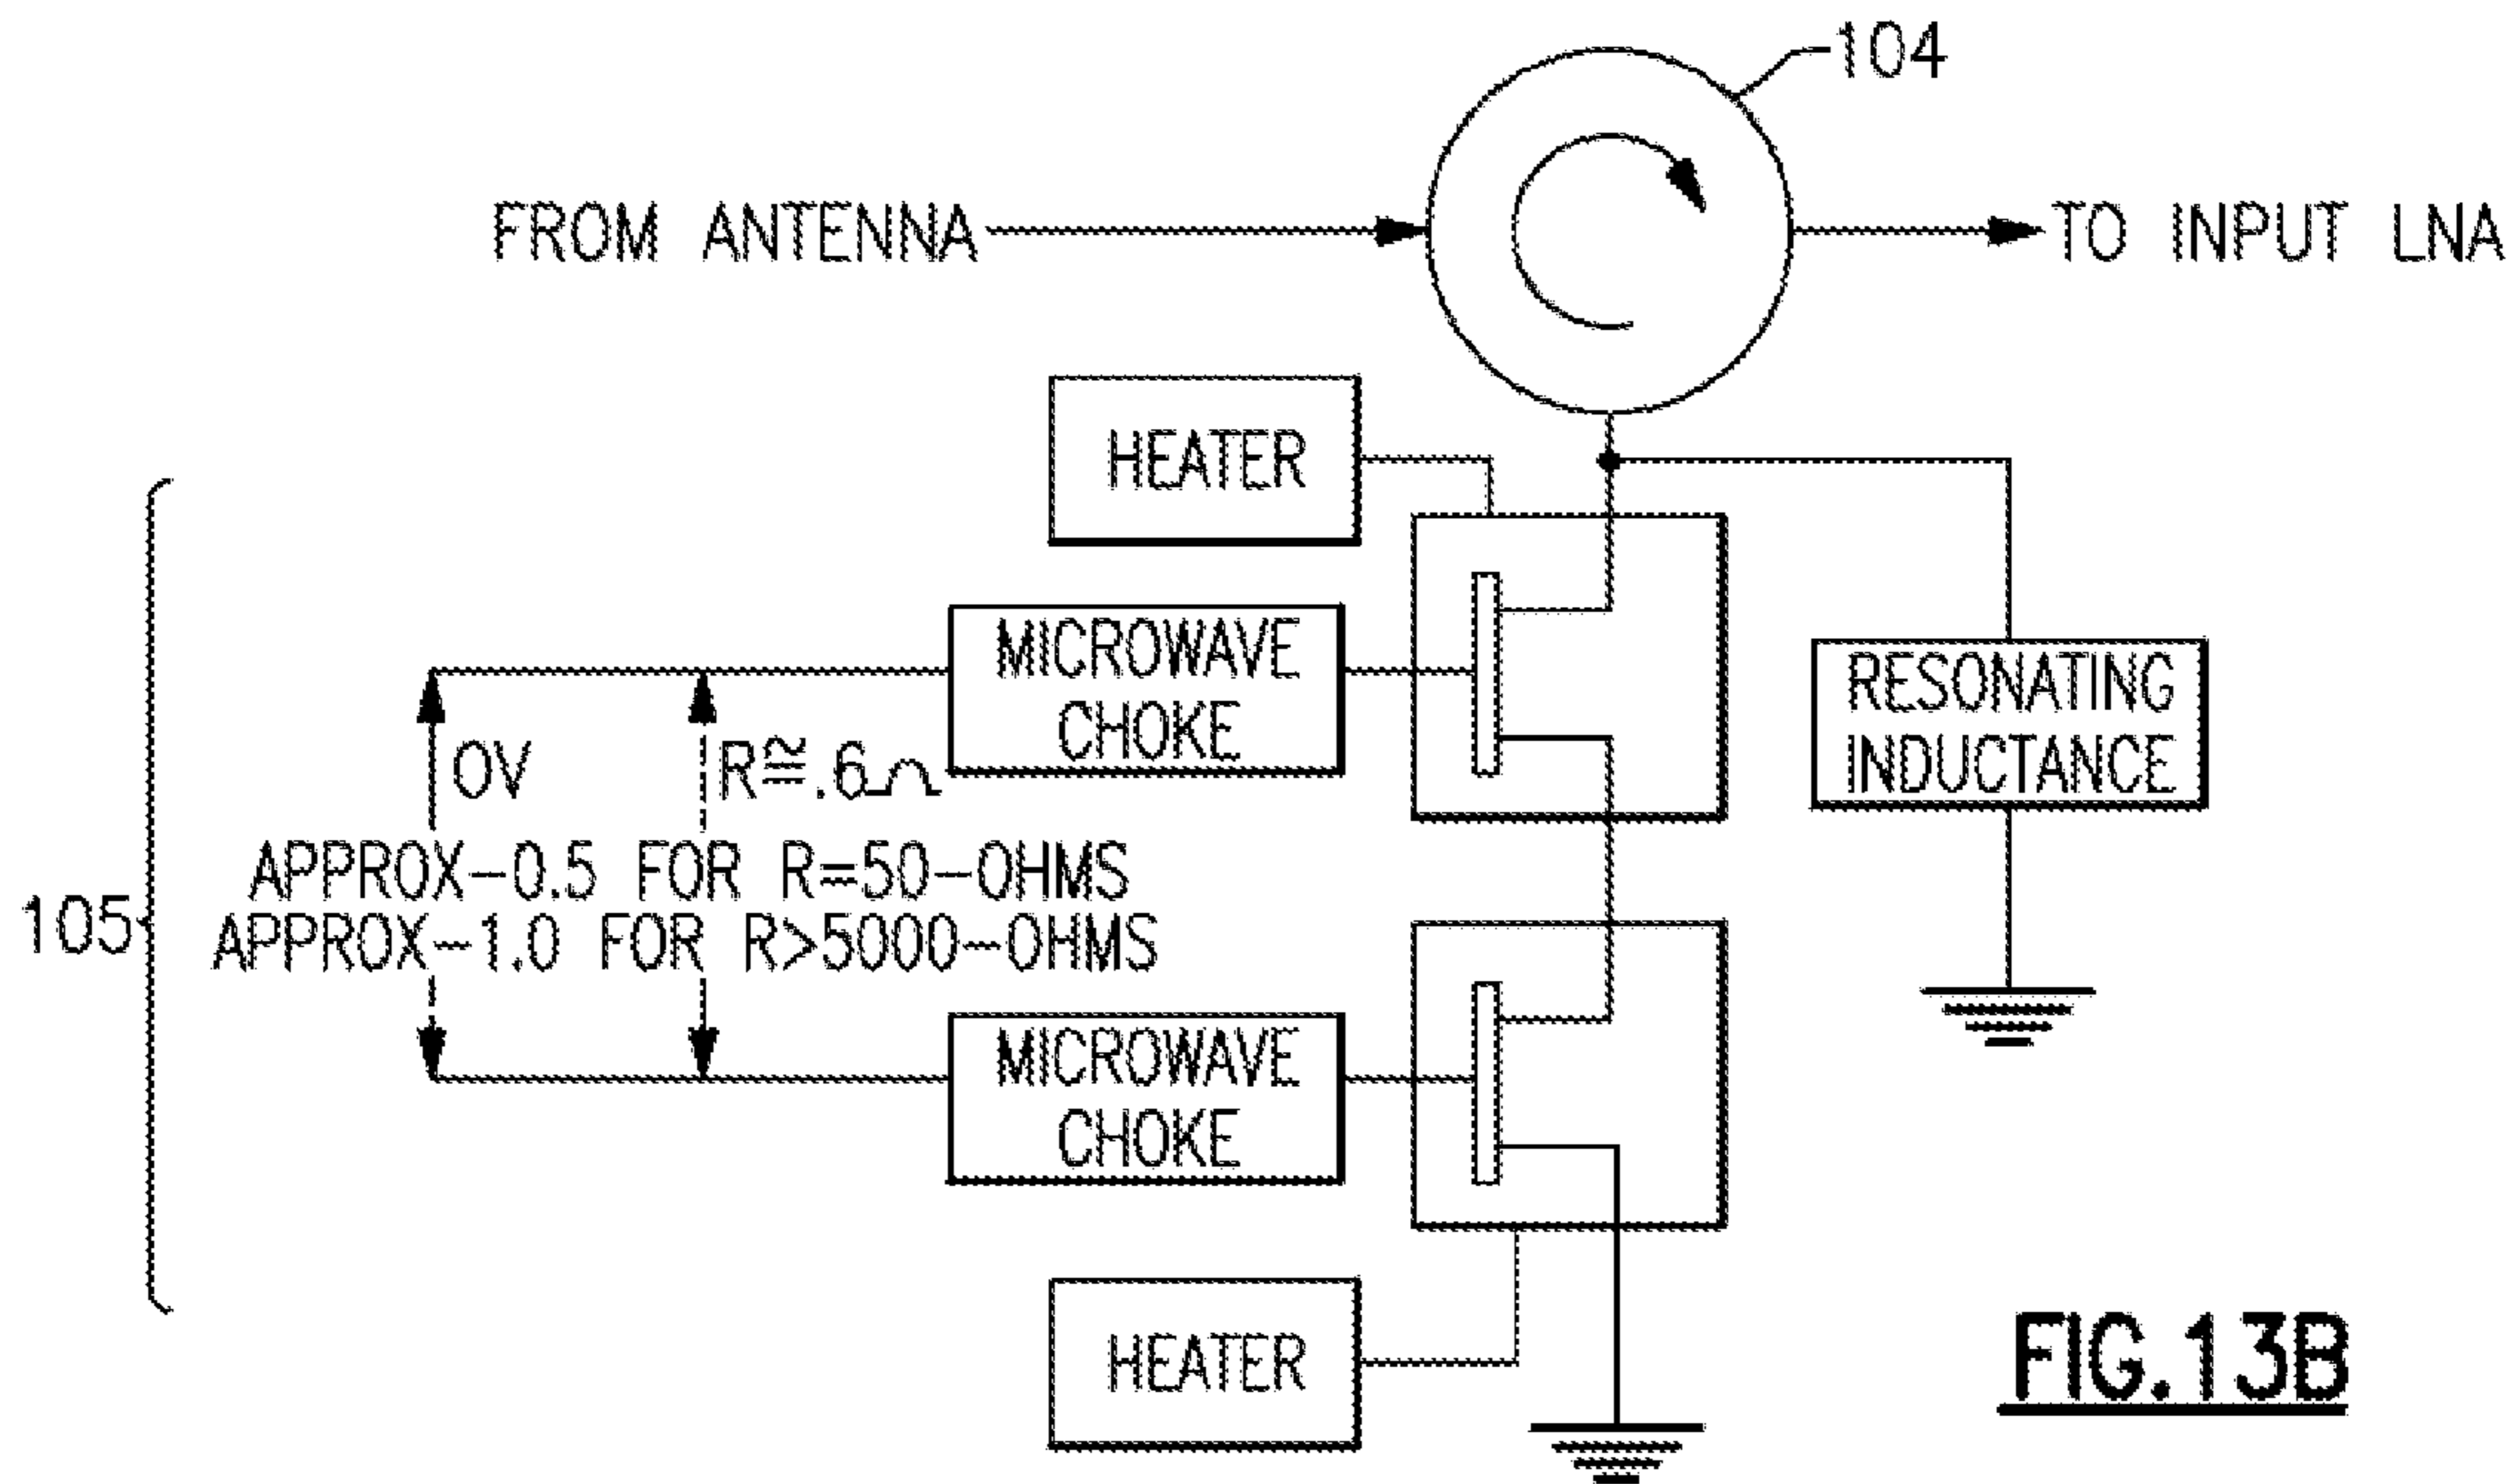 104
FROM ANTENNA
TO INPUT LNA
HEATER
MICROWAVE
CHOKE
RESONATING
INDUCTANCE
0V
R≅.6
APPROX-0.5 FOR R=50-OHMS
APPROX-1.0 FOR R>5000-OHMS
105
MICROWAVE
CHOKE
HEATER
FIG.13B